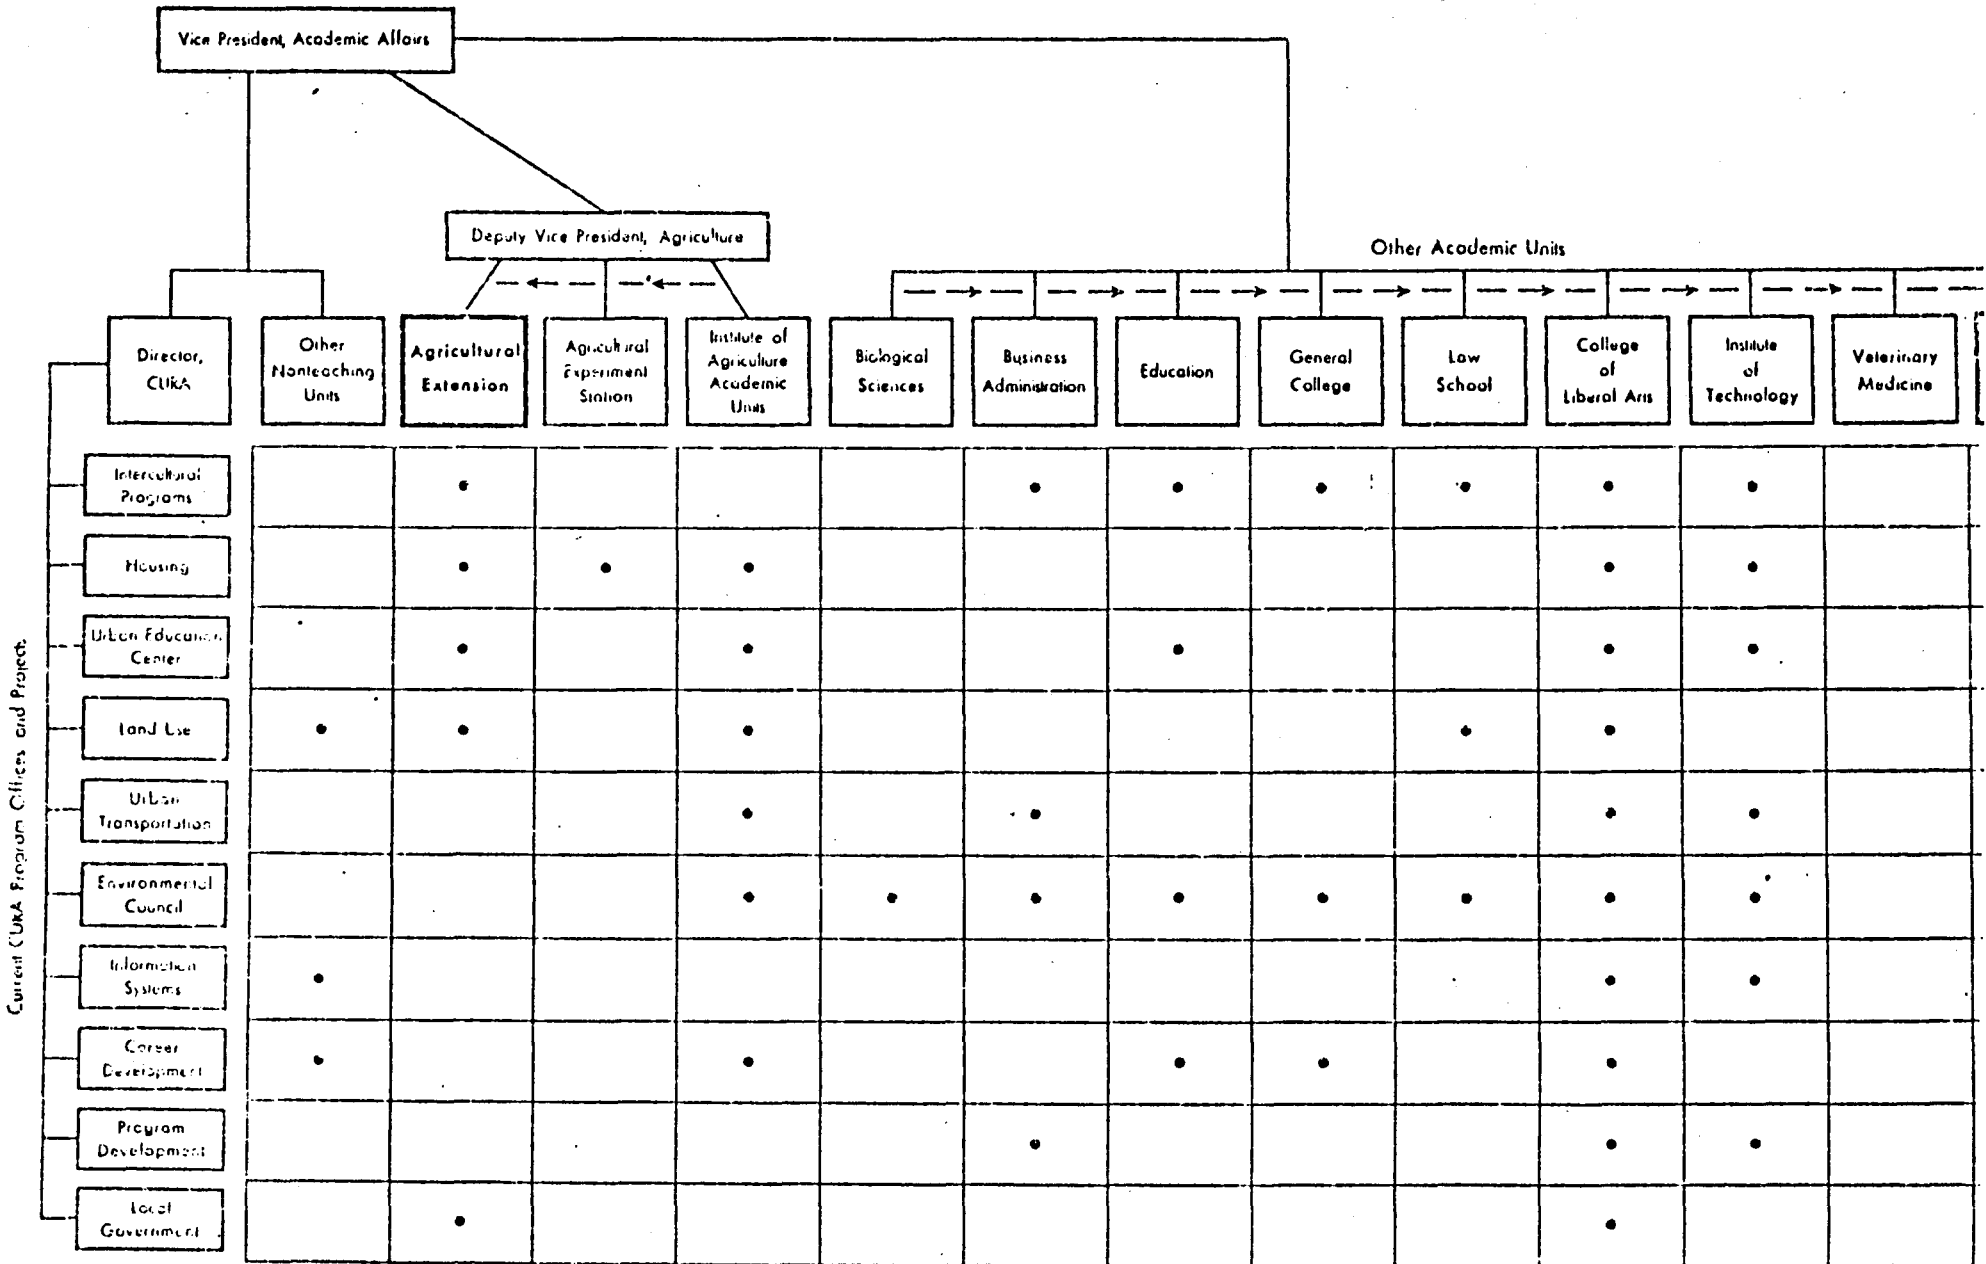 Vice President, Academic Affairs
Deputy Vice President, Agriculture
Other Academic Units
Director,
CURA
Other
Nonteaching
Units
Agricultural
Extension
Agricultural
Experiment
Station
Institute of
Agriculture
Academic
Units
Biological
Sciences
Business
Administration
Education
General
College
Law
School
College
of
Liberal Arts
Institute
of
Technology
Veterinary
Medicine
Current CURA Program Offices and Projects
Intercultural
Programs
Housing
Urban Education
Center
Land Use
Urban
Transportation
Environmental
Council
Information
Systems
Career
Development
Program
Development
Local
Government